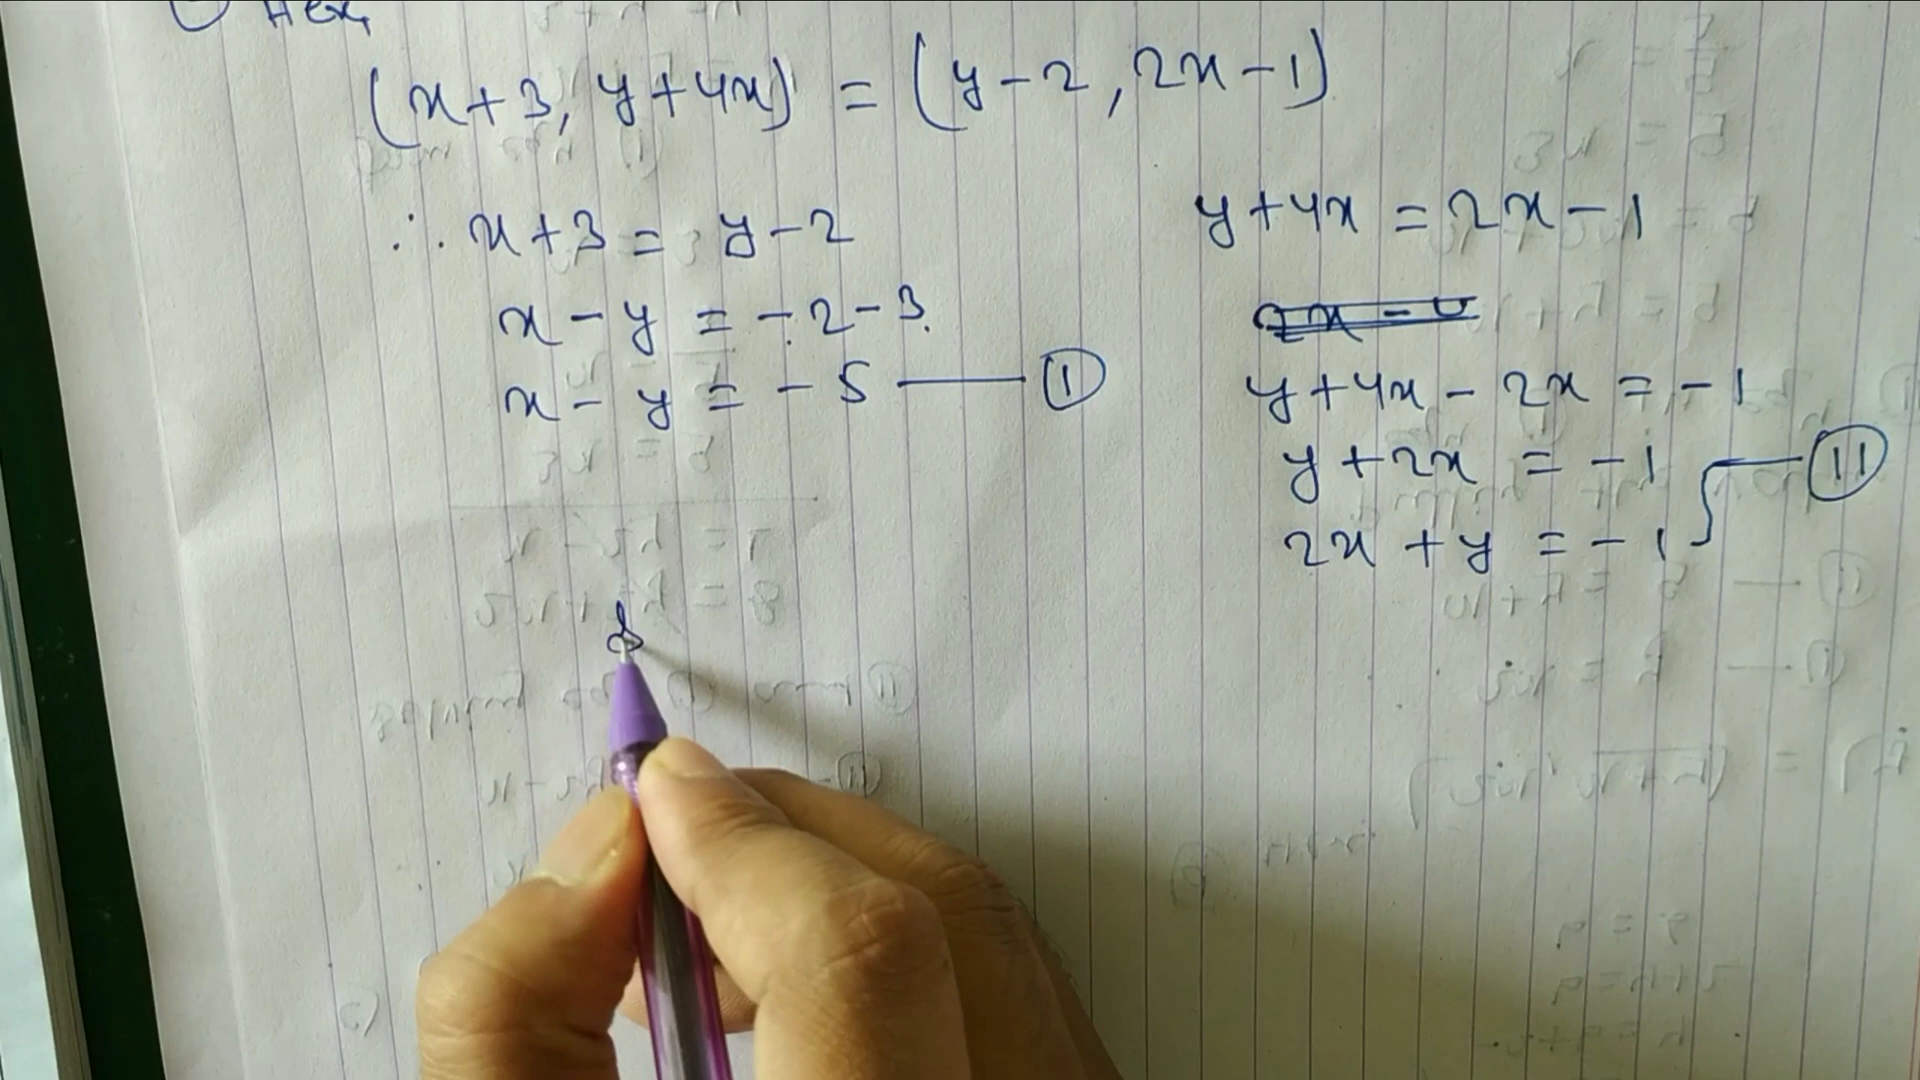 (x+3, y+4x) = (y-2, 2x-1)
∴ x+3 = y-2
x - y = -2-3
x - y = -5 —— (I)
y+4x = 2x-1
y+4x - 2x = -1
y+2x = -1
2x + y = -1 —— (II)